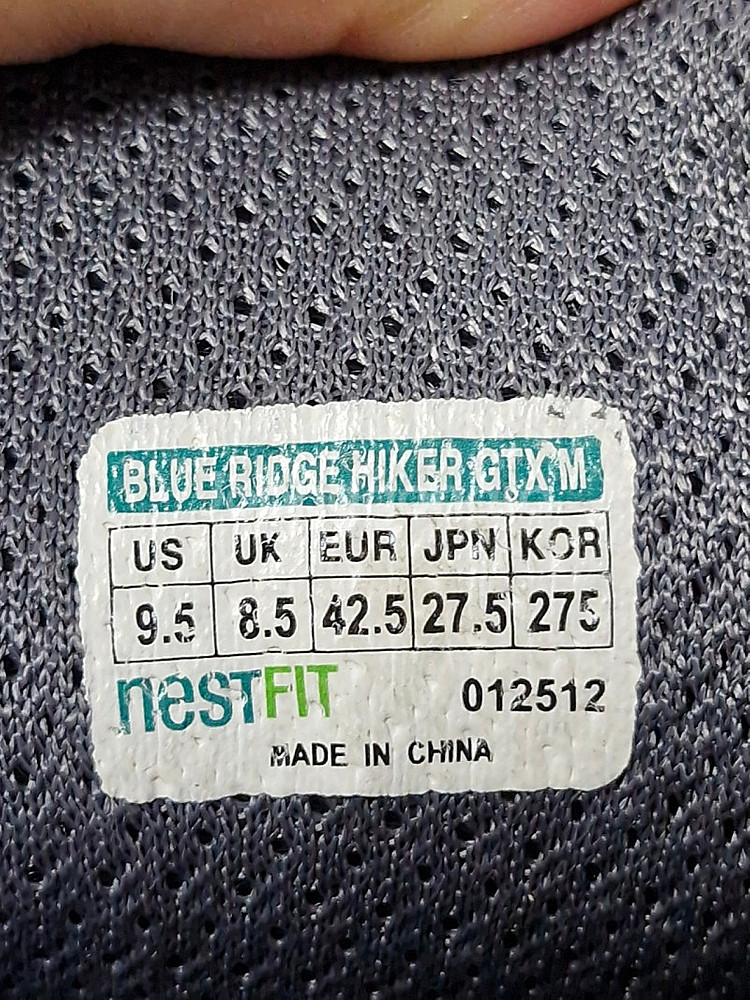 BLUE RIDGE HIKER GTX M
US UK EUR JPN KOR
9.5 8.5 42.5 27.5 275
nesTFIT 012512
MADE IN CHINA